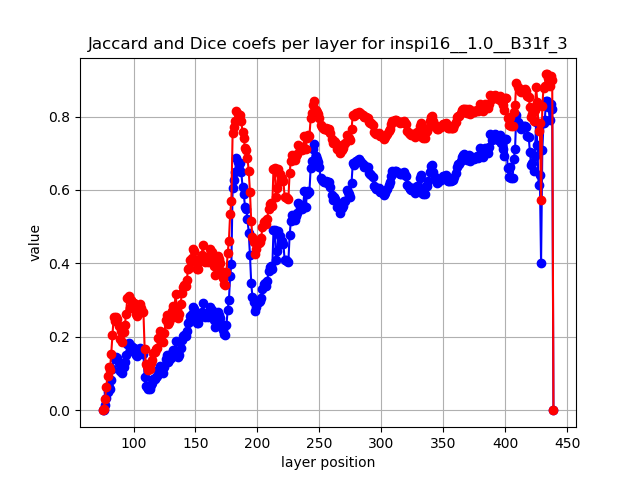 Jaccard and Dice coefs per layer for inspi16__1.0__B31f_3
value
0.8
0.6
0.4
0.2
0.0
100 150 200 250 300 350 400 450
layer position